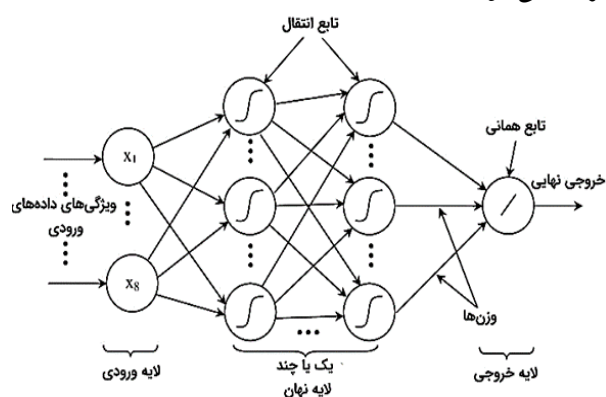 تابع انتقال
تابع همانی
خروجی نهایی
X1
ویژگی‌های داده‌های
ورودی
X8
وزن‌ها
یک یا چند
لایه نهان
لایه ورودی
لایه خروجی